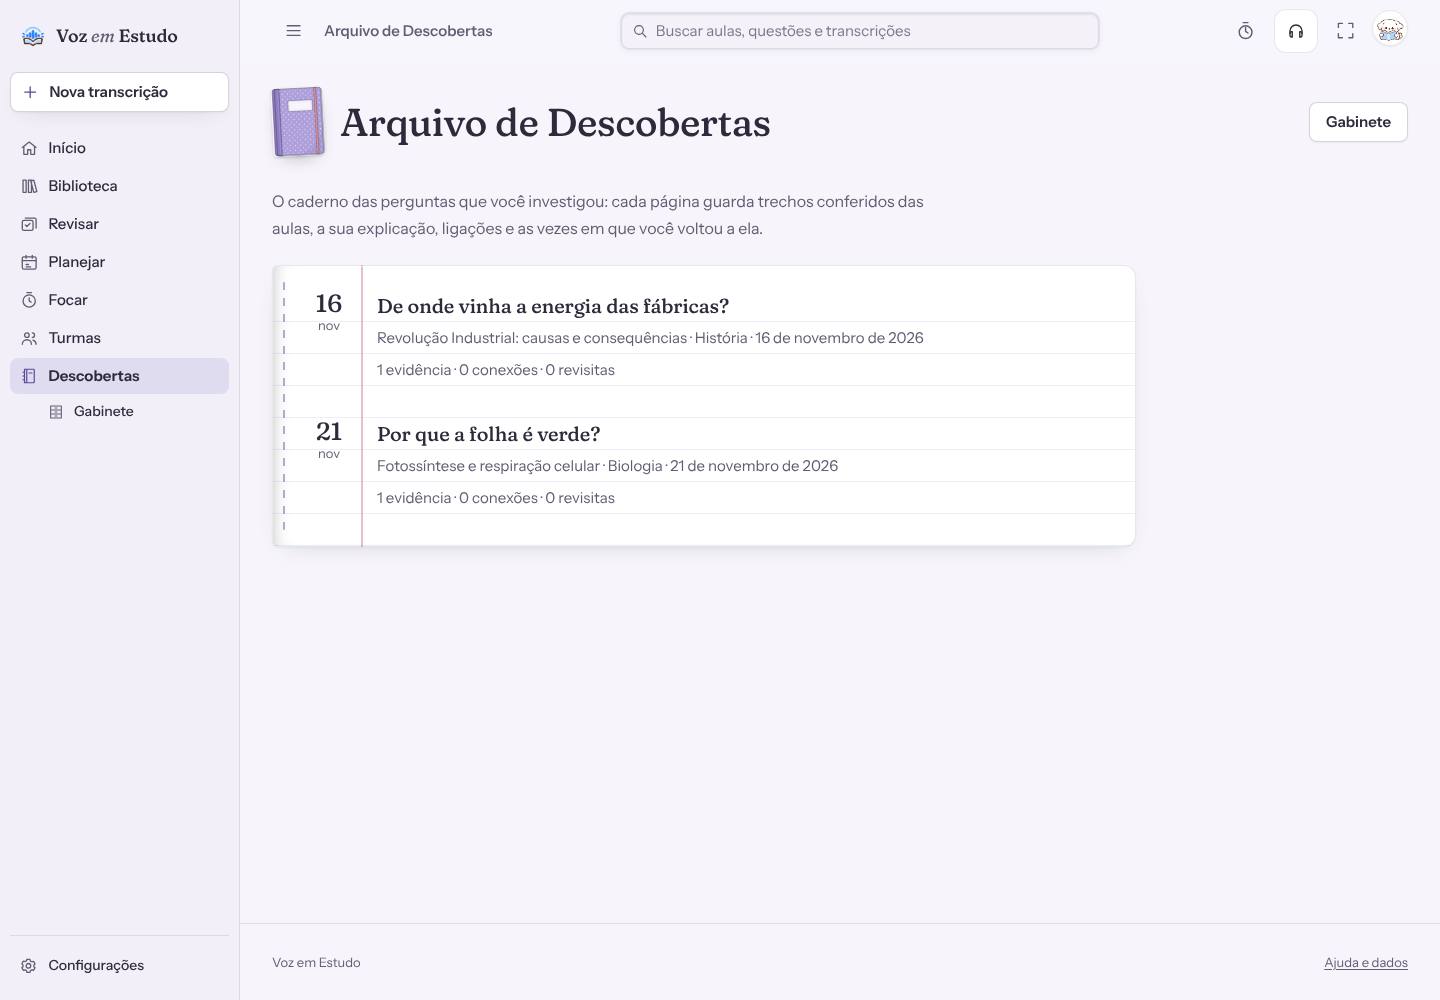 Voz em Estudo
Nova transcrição
Início
Biblioteca
Revisar
Planejar
Focar
Turmas
Descobertas
Gabinete
Configurações
Arquivo de Descobertas
Buscar aulas, questões e transcrições
Arquivo de Descobertas
Gabinete
O caderno das perguntas que você investigou: cada página guarda trechos conferidos das
aulas, a sua explicação, ligações e as vezes em que você voltou a ela.
16
nov
De onde vinha a energia das fábricas?
Revolução Industrial: causas e consequências · História · 16 de novembro de 2026
1 evidência · 0 conexões · 0 revisitas
21
nov
Por que a folha é verde?
Fotossíntese e respiração celular · Biologia · 21 de novembro de 2026
1 evidência · 0 conexões · 0 revisitas
Voz em Estudo
Ajuda e dados